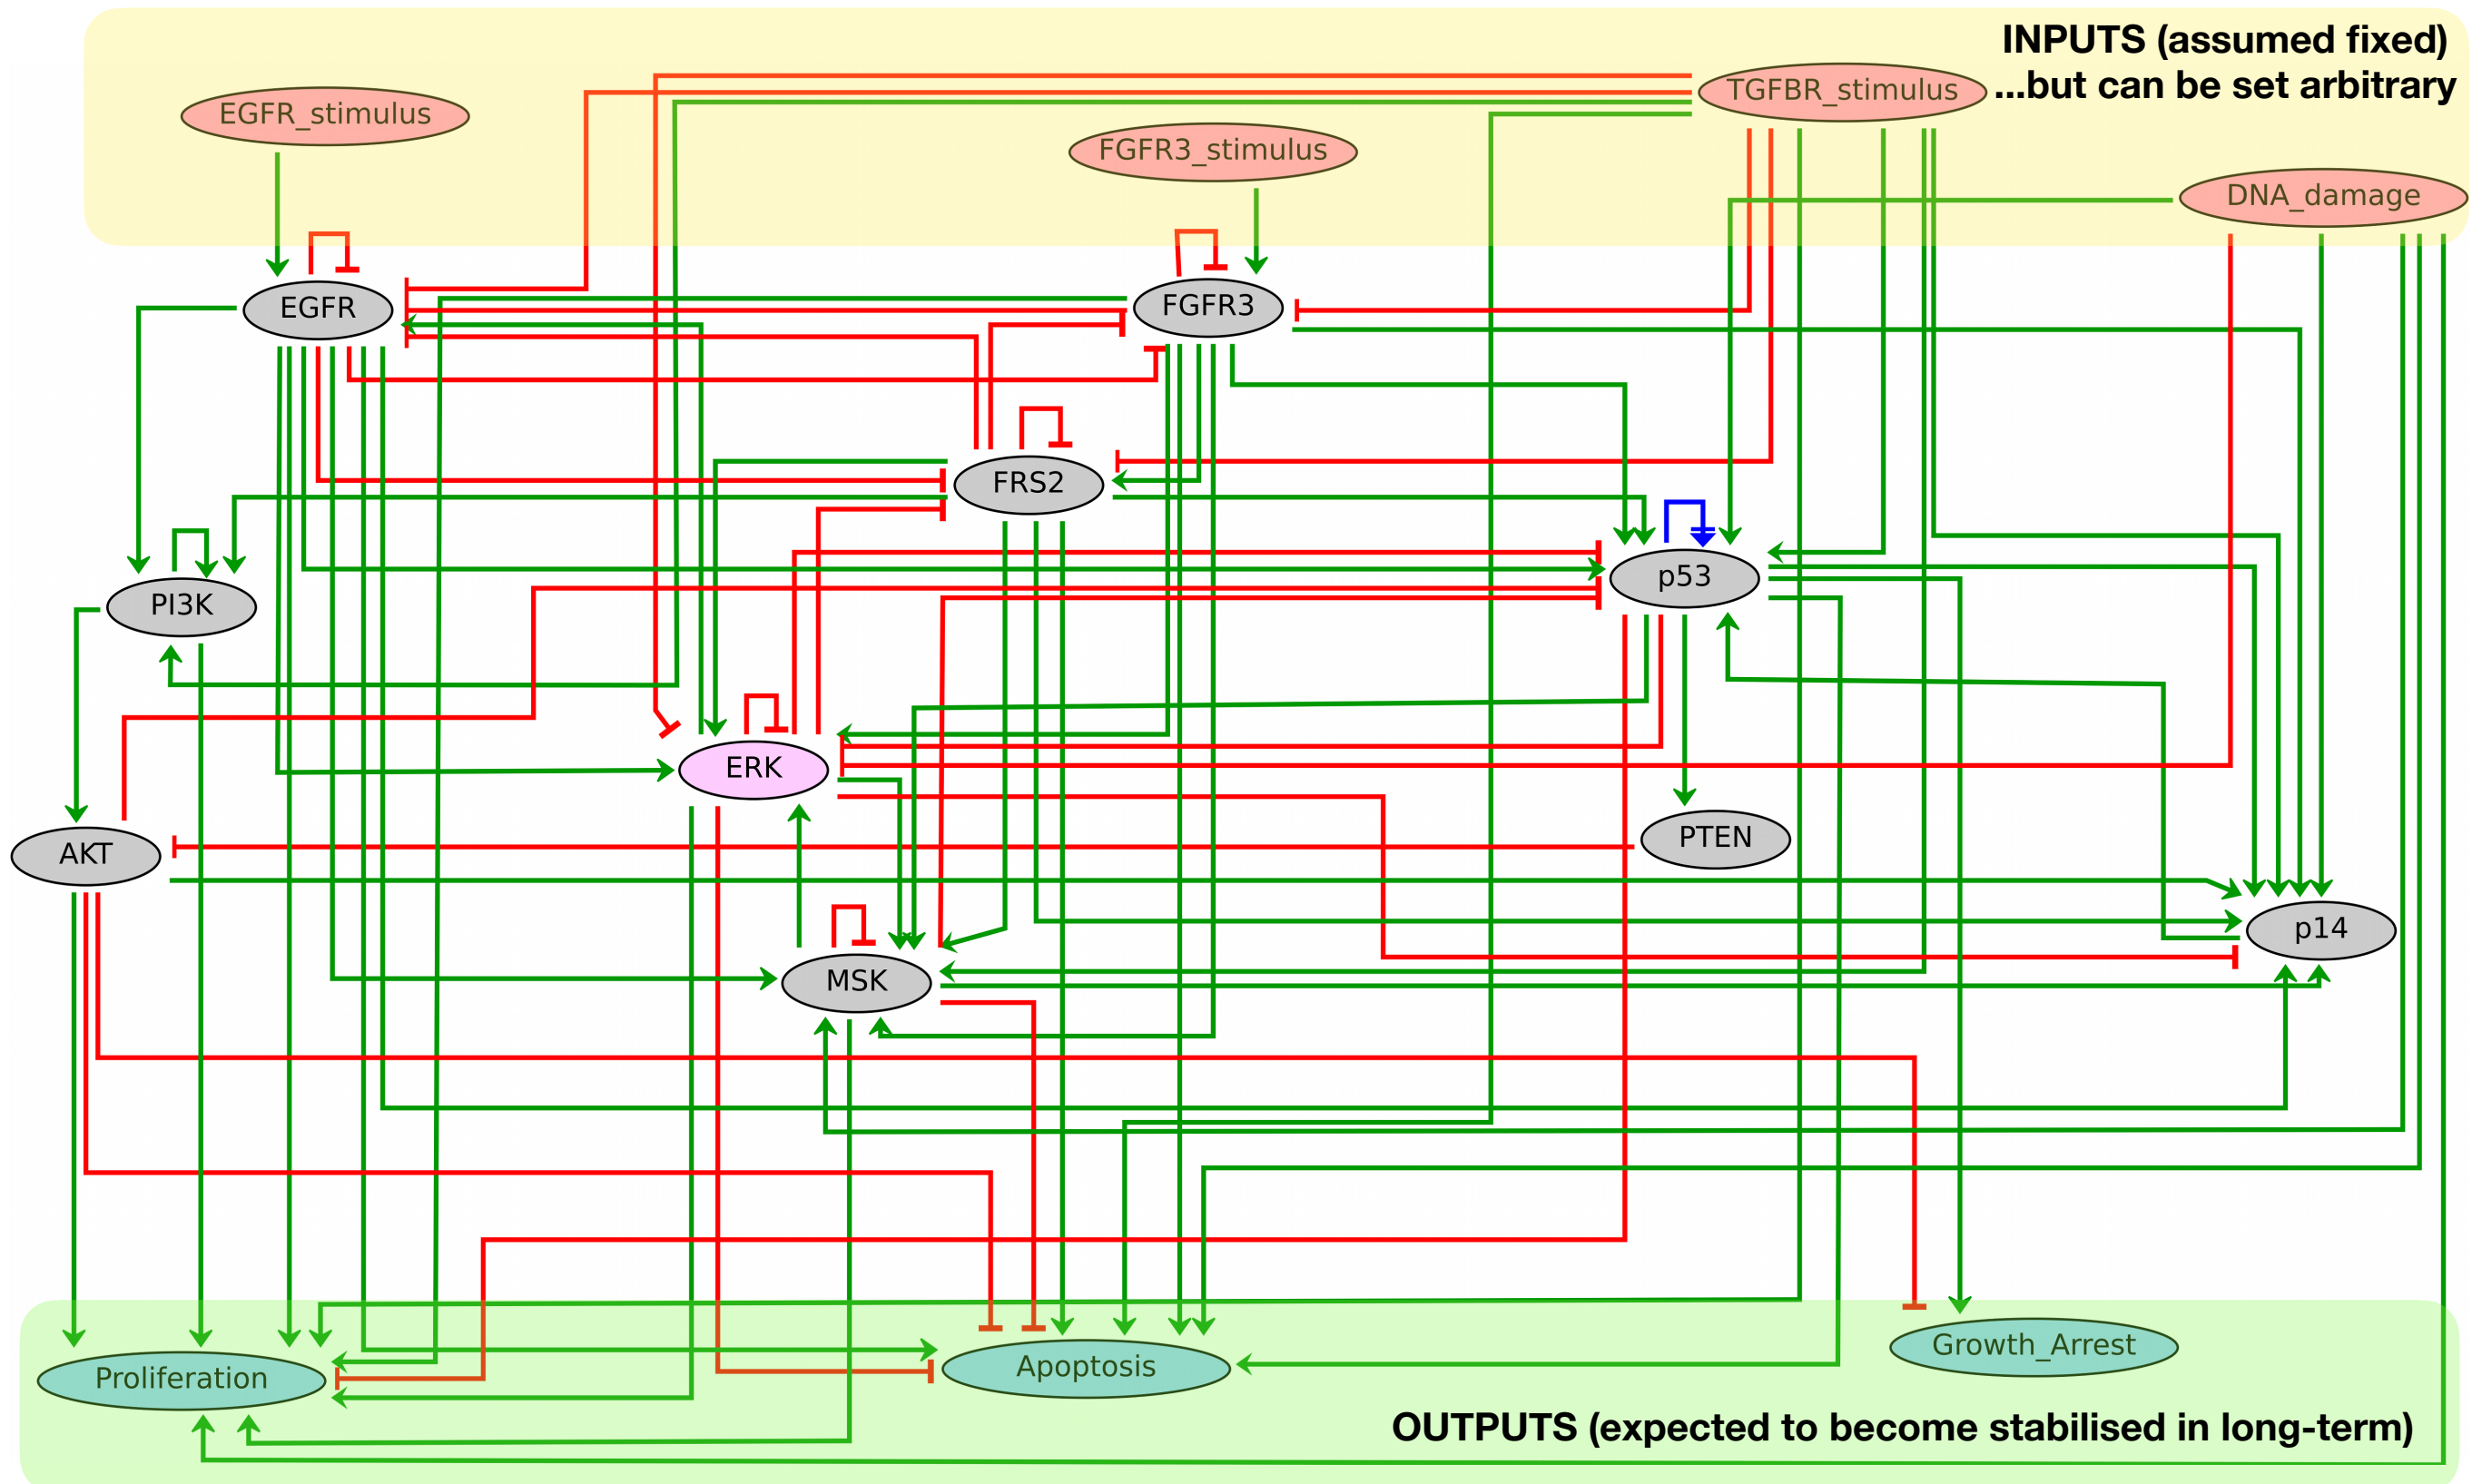 INPUTS (assumed fixed)
...but can be set arbitrary
TGFBR_stimulus
EGFR_stimulus
FGFR3_stimulus
DNA_damage
EGFR
FGFR3
FRS2
p53
PI3K
ERK
PTEN
AKT
p14
MSK
Growth_Arrest
Apoptosis
Proliferation
OUTPUTS (expected to become stabilised in long-term)